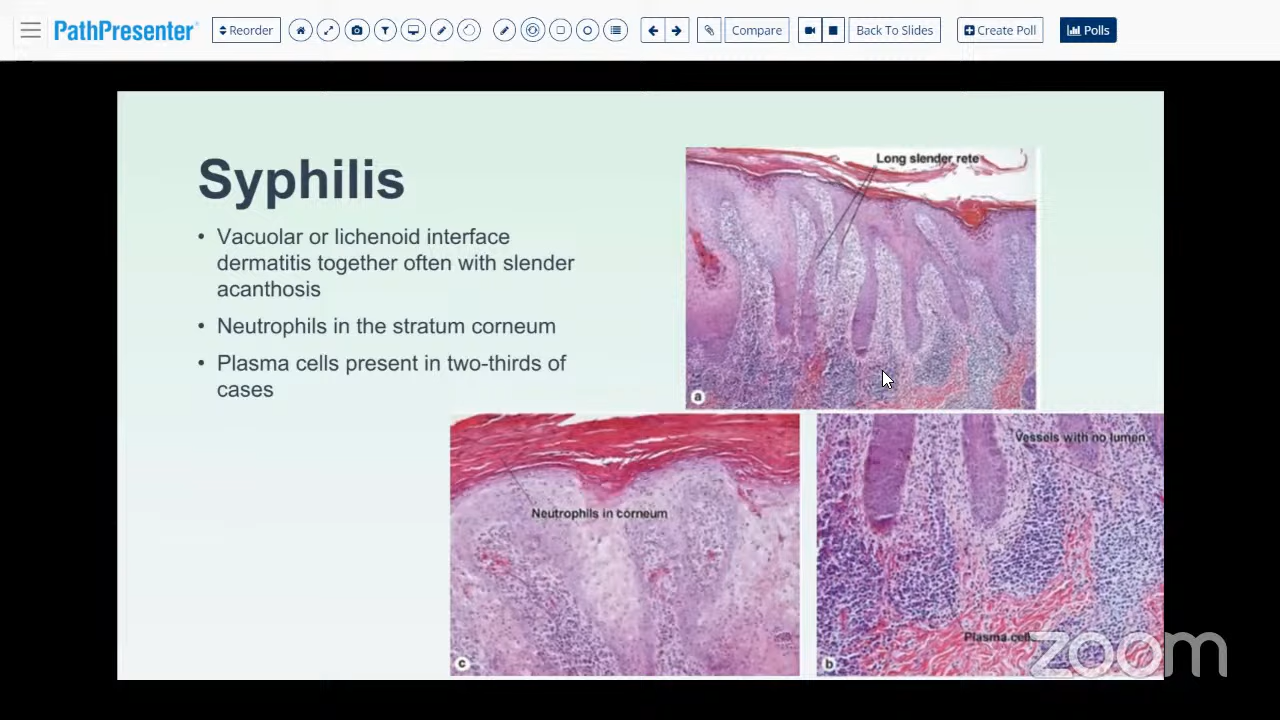 PathPresenter
Reorder
Compare
Back To Slides
Create Poll
Polls
Syphilis
• Vacuolar or lichenoid interface
dermatitis together often with slender
acanthosis
• Neutrophils in the stratum corneum
• Plasma cells present in two-thirds of
cases
Long slender rete
a
Neutrophils in corneum
c
Vessels with no lumen
Plasma cells
b
zoom